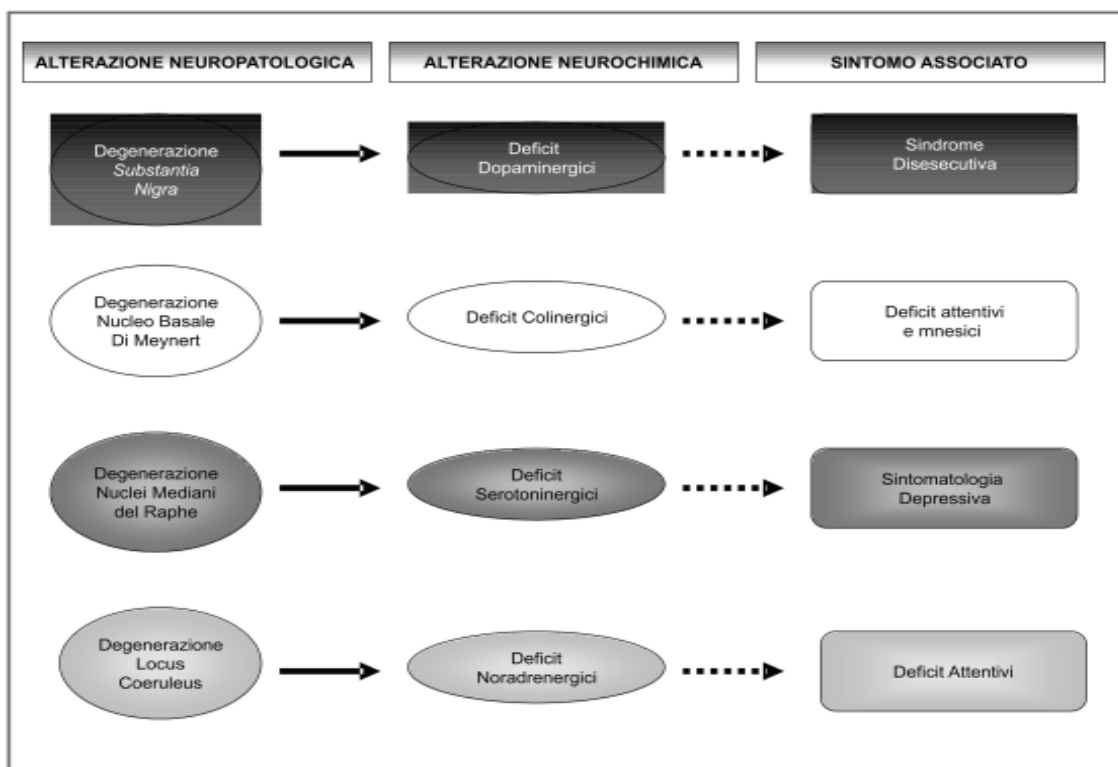 ALTERAZIONE NEUROPATOLOGICA
ALTERAZIONE NEUROCHIMICA
SINTOMO ASSOCIATO
Degenerazione
Substantia
Nigra
Deficit
Dopaminergici
Sindrome
Disesecutiva
Degenerazione
Nucleo Basale
Di Meynert
Deficit Colinergici
Deficit attentivi
e mnesici
Degenerazione
Nuclei Mediani
del Raphe
Deficit
Serotoninergici
Sintomatologia
Depressiva
Degenerazione
Locus
Coeruleus
Deficit
Noradrenergici
Deficit Attentivi